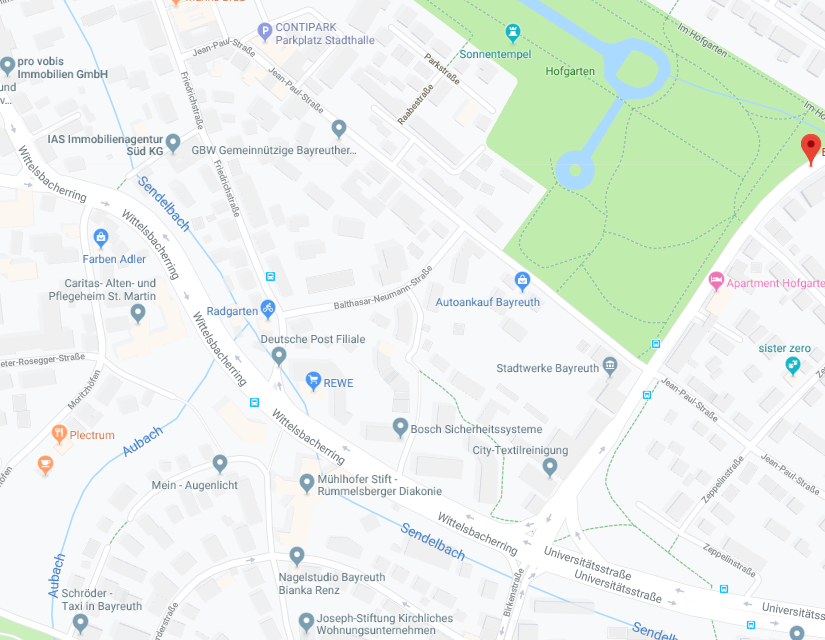 CONTIPARK
Parkplatz Stadthalle
Im Hofgarten
Jean-Paul-Straße
Sonnentempel
Parkstraße
pro vobis
Immobilien GmbH
Hofgarten
Jean-Paul-Straße
Friedrichstraße
und
v...
Raabestraße
Im Hofgarten
IAS Immobilienagentur
Süd KG
GBW Gemeinnützige Bayreuther...
Wittelsbacherring
Sendelbach
Friedrichstraße
Wittelsbacherring
Farben Adler
Balthasar-Neumann-Straße
Caritas- Alten- und
Pflegeheim St. Martin
Apartment Hofgarte
Autoankauf Bayreuth
Radgarten
Wittelsbacherring
Deutsche Post Filiale
sister zero
eter-Rosegger-Straße
Stadtwerke Bayreuth
REWE
Moritzhöfen
Jean-Paul-Straße
Wittelsbacherring
Plectrum
Aubach
Bosch Sicherheitssysteme
City-Textilreinigung
Jean-Paul-Straße
Zeppelinstraße
Mein - Augenlicht
Mühlhofer Stift -
Rummelsberger Diakonie
Wittelsbacherring
Sendelbach
Zeppelinstraße
Universitätsstraße
Universitätsstraße
Aubach
Nagelstudio Bayreuth
Bianka Renz
Birkenstraße
Schröder -
Taxi in Bayreuth
Universitäts
Joseph-Stiftung Kirchliches
Wohnungsunternehmen
Sendelb